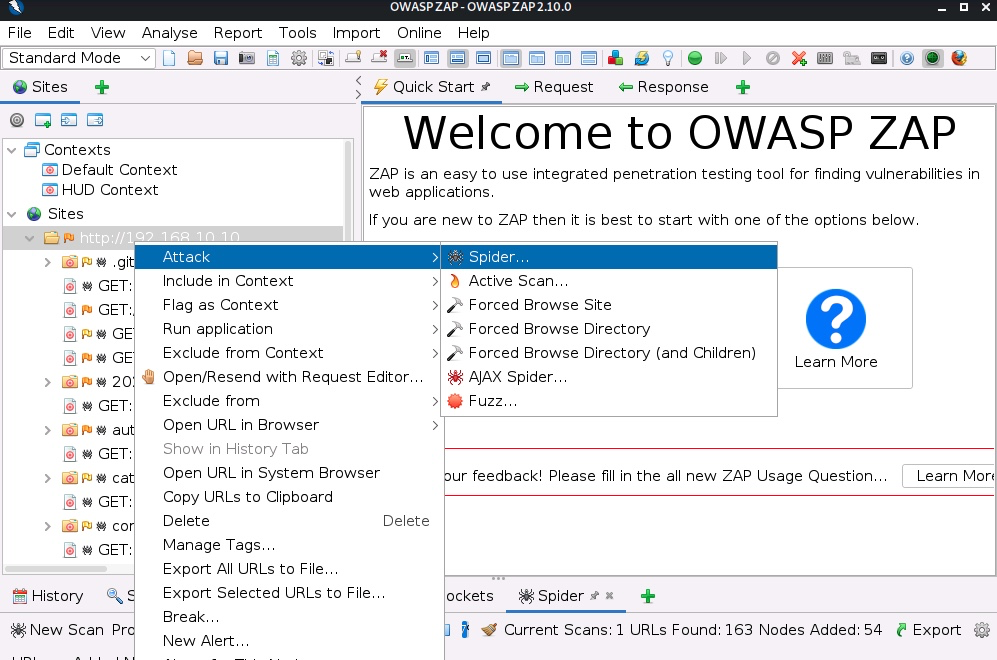 OWASP ZAP - OWASP ZAP 2.10.0
File Edit View Analyse Report Tools Import Online Help
Standard Mode
Sites
Quick Start Request Response
Contexts
Default Context
HUD Context
Sites
http://192.168.10.10
.git
GET:
GET:
GET
GET
202
GET:
aut
GET:
cat
GET:
con
GET:
Welcome to OWASP ZAP
ZAP is an easy to use integrated penetration testing tool for finding vulnerabilities in
web applications.
If you are new to ZAP then it is best to start with one of the options below.
Learn More
our feedback! Please fill in the all new ZAP Usage Question... Learn More
Attack
Include in Context
Flag as Context
Run application
Exclude from Context
Open/Resend with Request Editor...
Exclude from
Open URL in Browser
Show in History Tab
Open URL in System Browser
Copy URLs to Clipboard
Delete Delete
Manage Tags...
Export All URLs to File...
Export Selected URLs to File...
Break...
New Alert...
Spider...
Active Scan...
Forced Browse Site
Forced Browse Directory
Forced Browse Directory (and Children)
AJAX Spider...
Fuzz...
History S ockets Spider
New Scan Pro Current Scans: 1 URLs Found: 163 Nodes Added: 54 Export